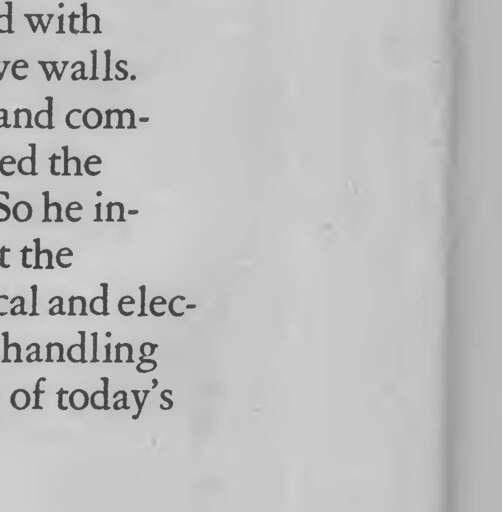 d with
ve walls.
and com-
ed the
So he in-
t the
cal and elec-
handling
of today's